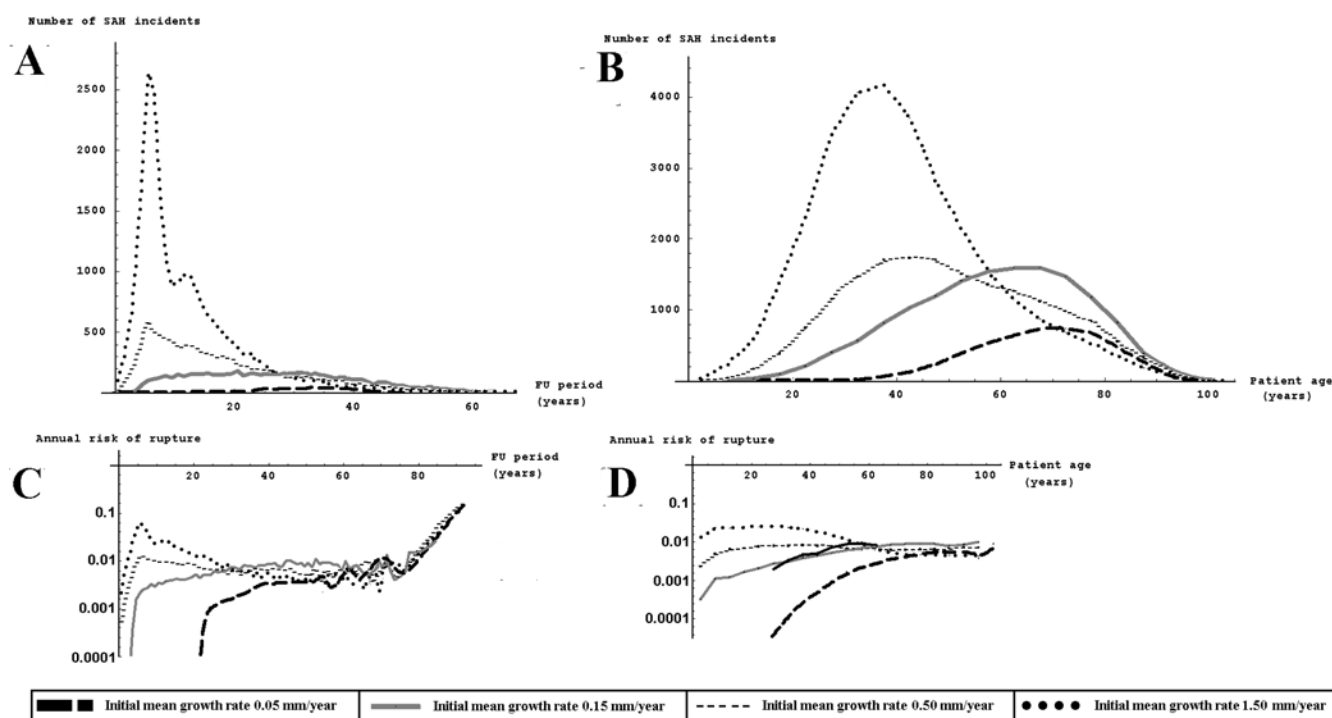 Number of SAH incidents
A
2500
2000
1500
1000
500
20 40 60
FU period
(years)
Number of SAH incidents
B
4000
3000
2000
1000
20 40 60 80 100
Patient age
(years)
Annual risk of rupture
C
20 40 60 80
FU period
(years)
0.1
0.01
0.001
0.0001
Annual risk of rupture
D
20 40 60 80 100
Patient age
(years)
0.1
0.01
0.001
0.0001
Initial mean growth rate 0.05 mm/year
Initial mean growth rate 0.15 mm/year
Initial mean growth rate 0.50 mm/year
Initial mean growth rate 1.50 mm/year